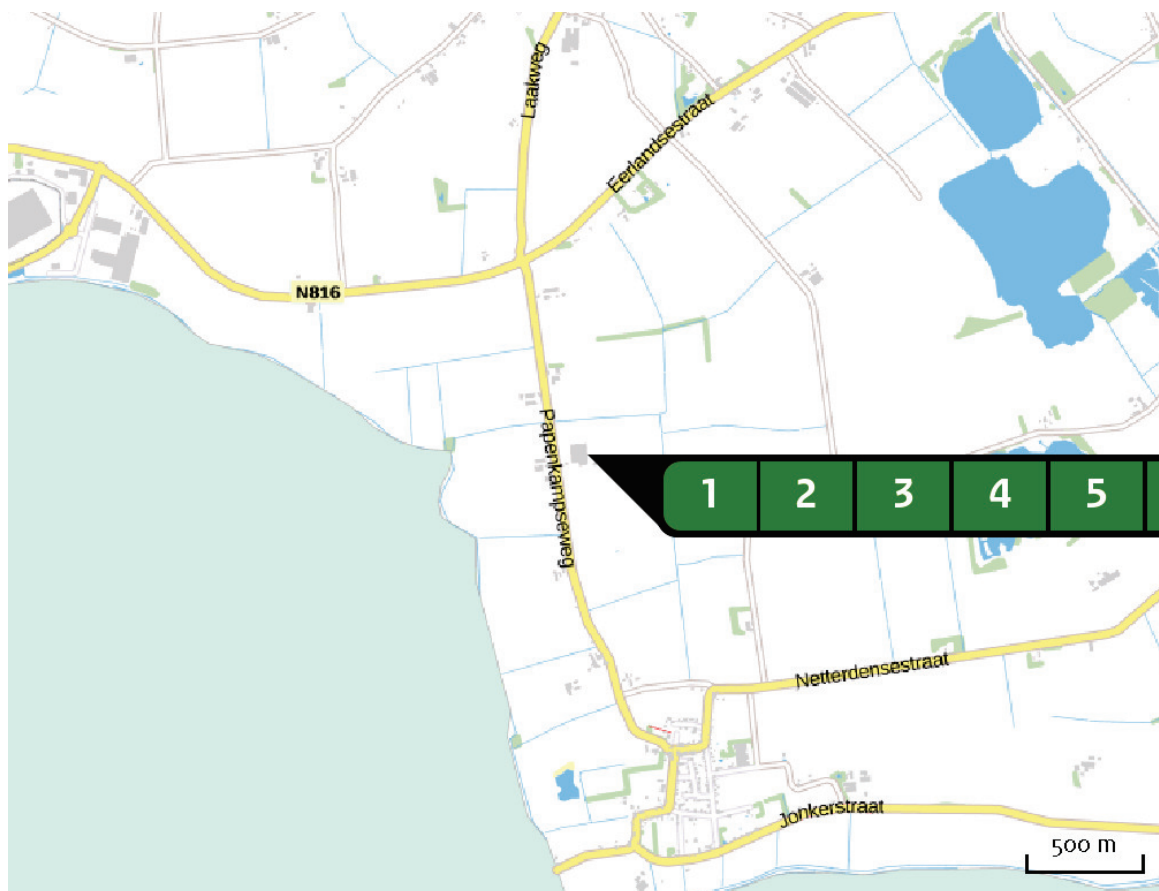 Laakweg
Eerlandsestraat
N816
Papenkampseweg
1 2 3 4 5
Netterdensestraat
Jonkerstraat
500 m